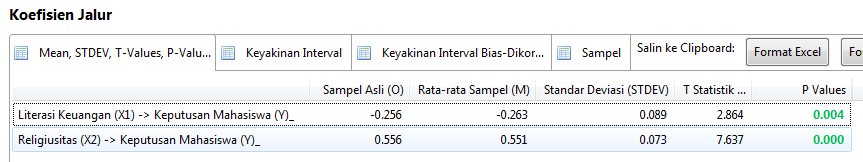 Koefisien Jalur
Mean, STDEV, T-Values, P-Valu... Keyakinan Interval Keyakinan Interval Bias-Dikor... Sampel Salin ke Clipboard: Format Excel Fo
Sampel Asli (O) Rata-rata Sampel (M) Standar Deviasi (STDEV) T Statistik ... P Values
Literasi Keuangan (X1) -> Keputusan Mahasiswa (Y)_ -0.256 -0.263 0.089 2.864 0.004
Religiusitas (X2) -> Keputusan Mahasiswa (Y)_ 0.556 0.551 0.073 7.637 0.000